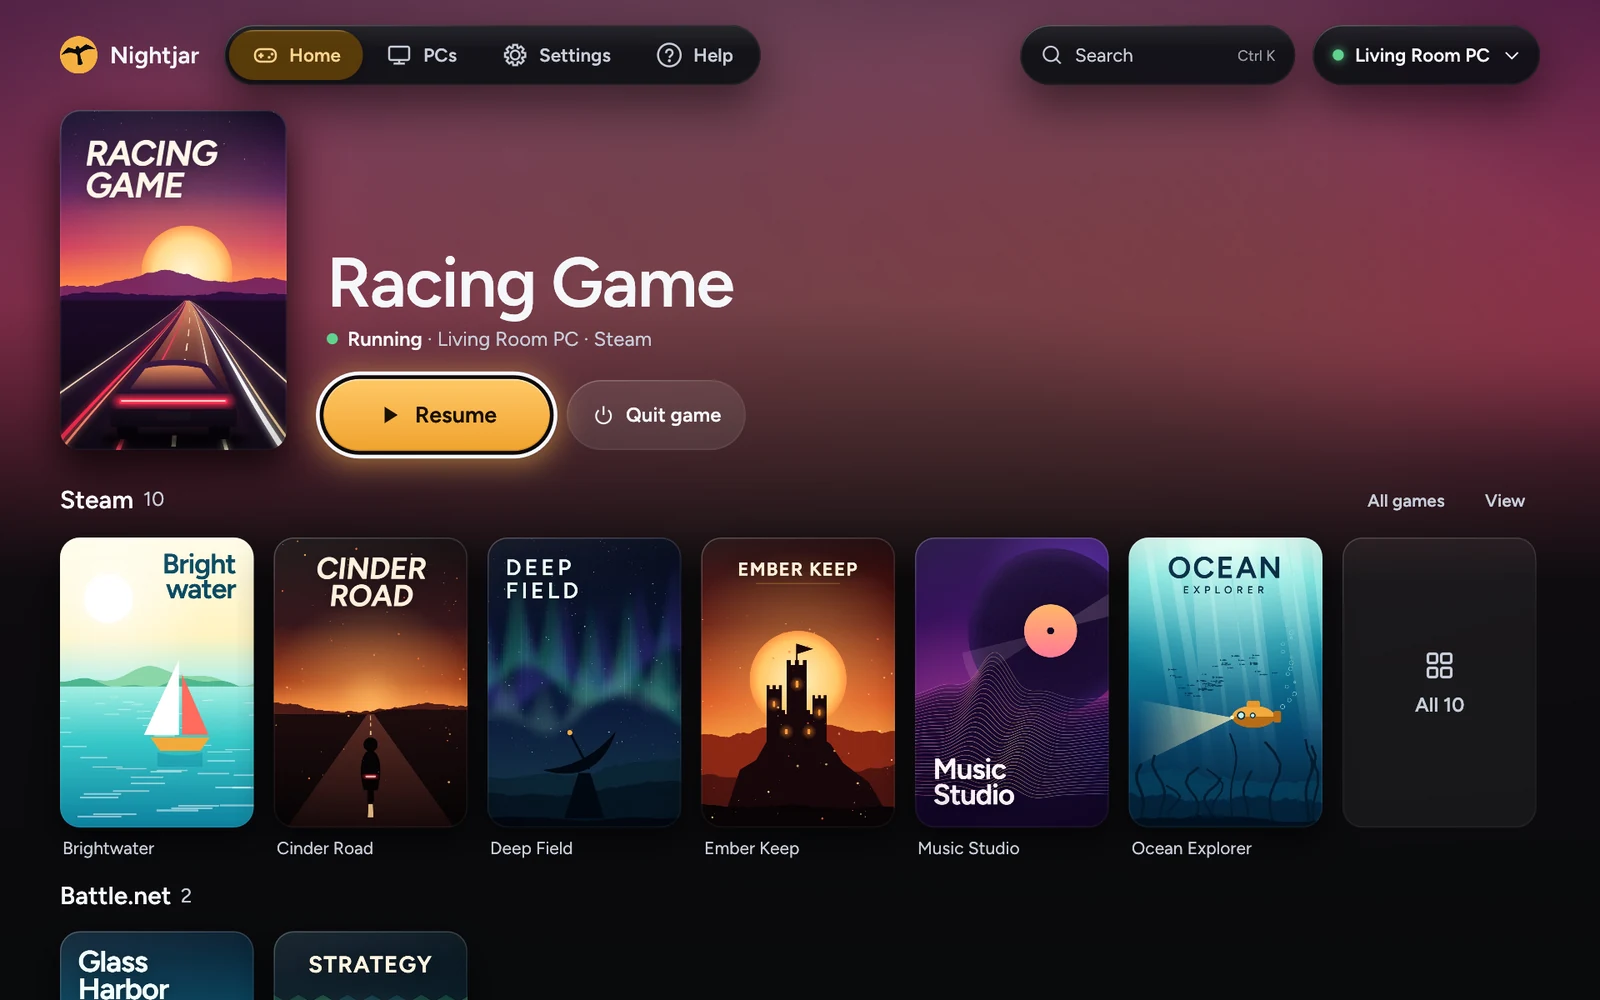 Nightjar
Home
PCs
Settings
Help
Search
Ctrl K
Living Room PC
RACING
GAME
Racing Game
Running · Living Room PC · Steam
Resume
Quit game
Steam 10
All games
View
Bright
water
CINDER
ROAD
DEEP
FIELD
EMBER KEEP
Music
Studio
OCEAN
EXPLORER
All 10
Brightwater
Cinder Road
Deep Field
Ember Keep
Music Studio
Ocean Explorer
Battle.net 2
Glass
Harbor
STRATEGY